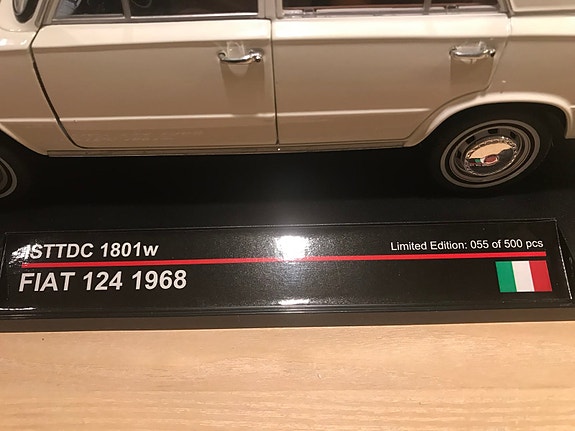 ISTTDC 1801w
Limited Edition: 055 of 500 pcs
FIAT 124 1968